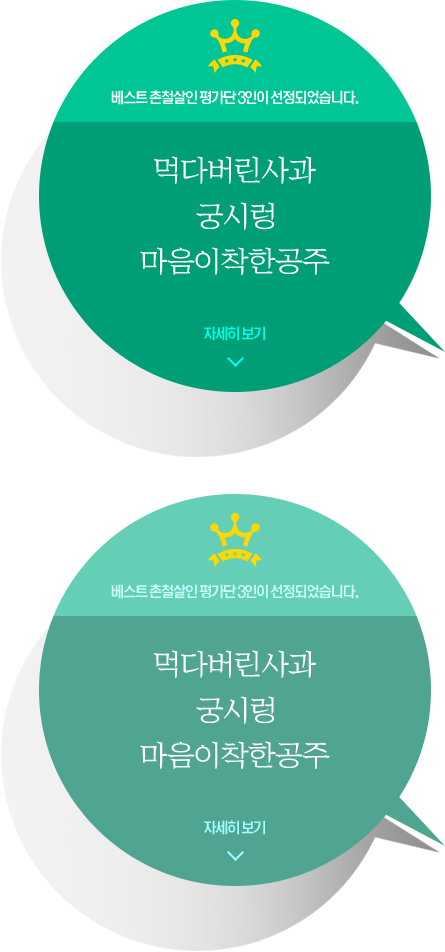 베스트 촌철살인 평가단 3인이 선정되었습니다.
먹다버린사과
궁시렁
마음이착한공주
자세히 보기
베스트 촌철살인 평가단 3인이 선정되었습니다.
먹다버린사과
궁시렁
마음이착한공주
자세히 보기